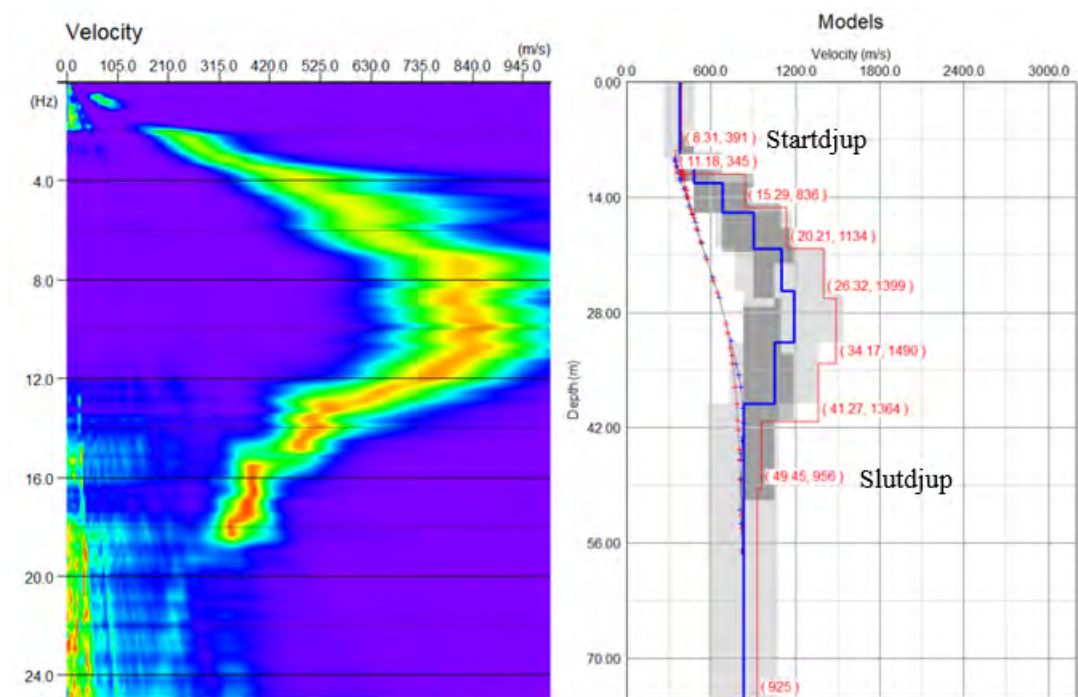 Velocity
(m/s)
0.0 105.0 210.0 315.0 420.0 525.0 630.0 735.0 840.0 945.0
(Hz)
4.0
8.0
12.0
16.0
20.0
24.0
Models
Velocity (m/s)
0.0 600.0 1200.0 1800.0 2400.0 3000.0
0.00
14.00
28.00
42.00
56.00
70.00
Depth (m)
( 8.31, 391 )
Startdjup
( 11.18, 345 )
( 15.29, 836 )
( 20.21, 1134 )
( 26.32, 1399 )
( 34.17, 1490 )
( 41.27, 1364 )
( 49.45, 956 )
Slutdjup
( 925 )